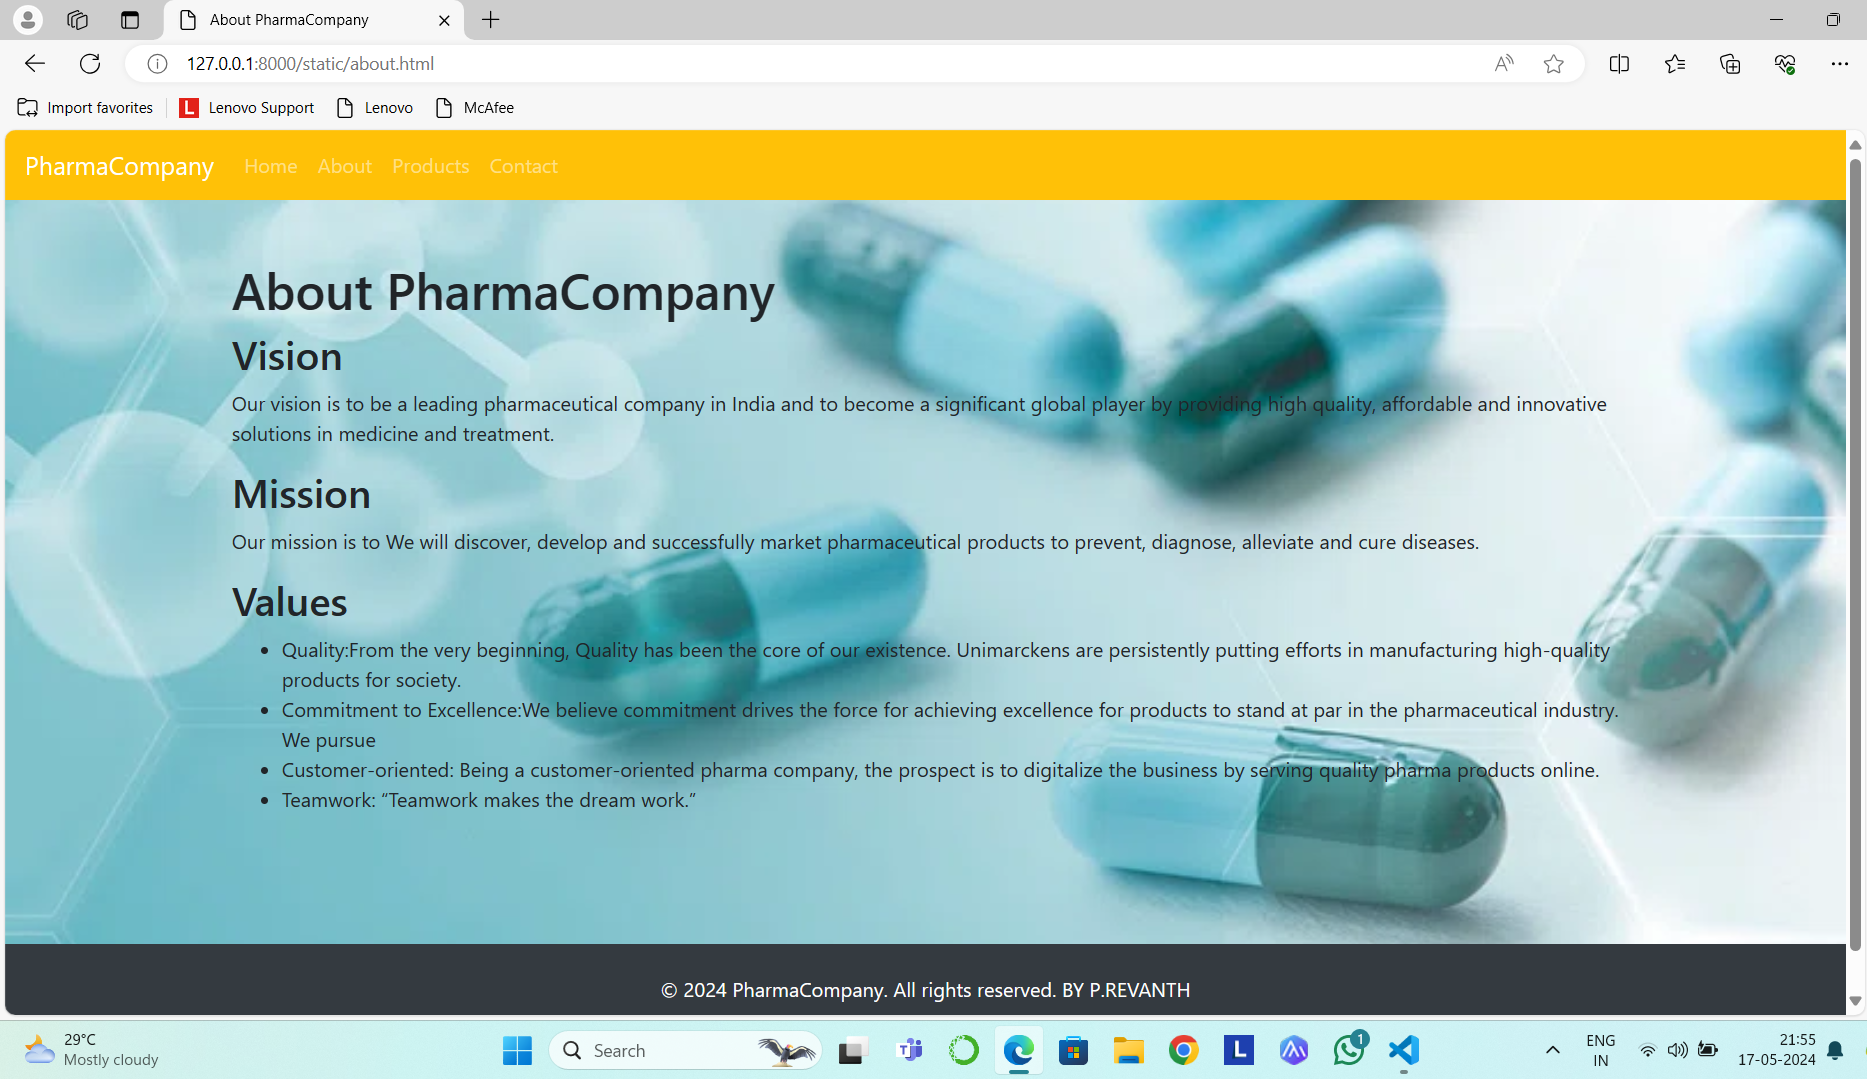 About PharmaCompany
127.0.0.1:8000/static/about.html
Import favorites
L Lenovo Support
Lenovo
McAfee
PharmaCompany Home About Products Contact
About PharmaCompany
Vision
Our vision is to be a leading pharmaceutical company in India and to become a significant global player by providing high quality, affordable and innovative
solutions in medicine and treatment.
Mission
Our mission is to We will discover, develop and successfully market pharmaceutical products to prevent, diagnose, alleviate and cure diseases.
Values
• Quality:From the very beginning, Quality has been the core of our existence. Unimarckens are persistently putting efforts in manufacturing high-quality
products for society.
• Commitment to Excellence:We believe commitment drives the force for achieving excellence for products to stand at par in the pharmaceutical industry.
We pursue
• Customer-oriented: Being a customer-oriented pharma company, the prospect is to digitalize the business by serving quality pharma products online.
• Teamwork: “Teamwork makes the dream work.”
© 2024 PharmaCompany. All rights reserved. BY P.REVANTH
29°C
Mostly cloudy
Search
T
L
1
ENG
IN
21:55
17-05-2024